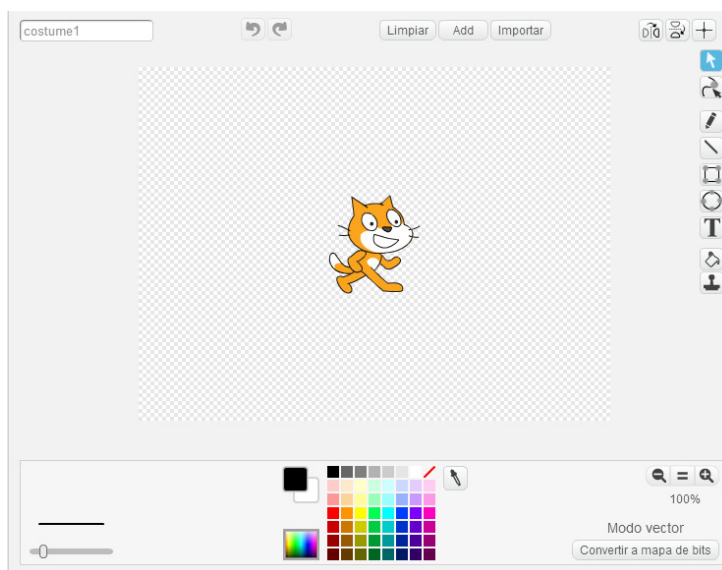 costume1
Limpiar Add Importar
T
100%
Modo vector
Convertir a mapa de bits